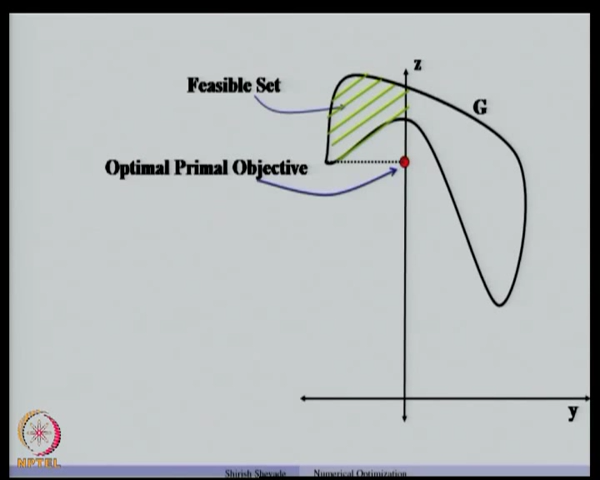 z
Feasible Set
G
Optimal Primal Objective
y
NPTEL
Shirish Shevade Numerical Optimization